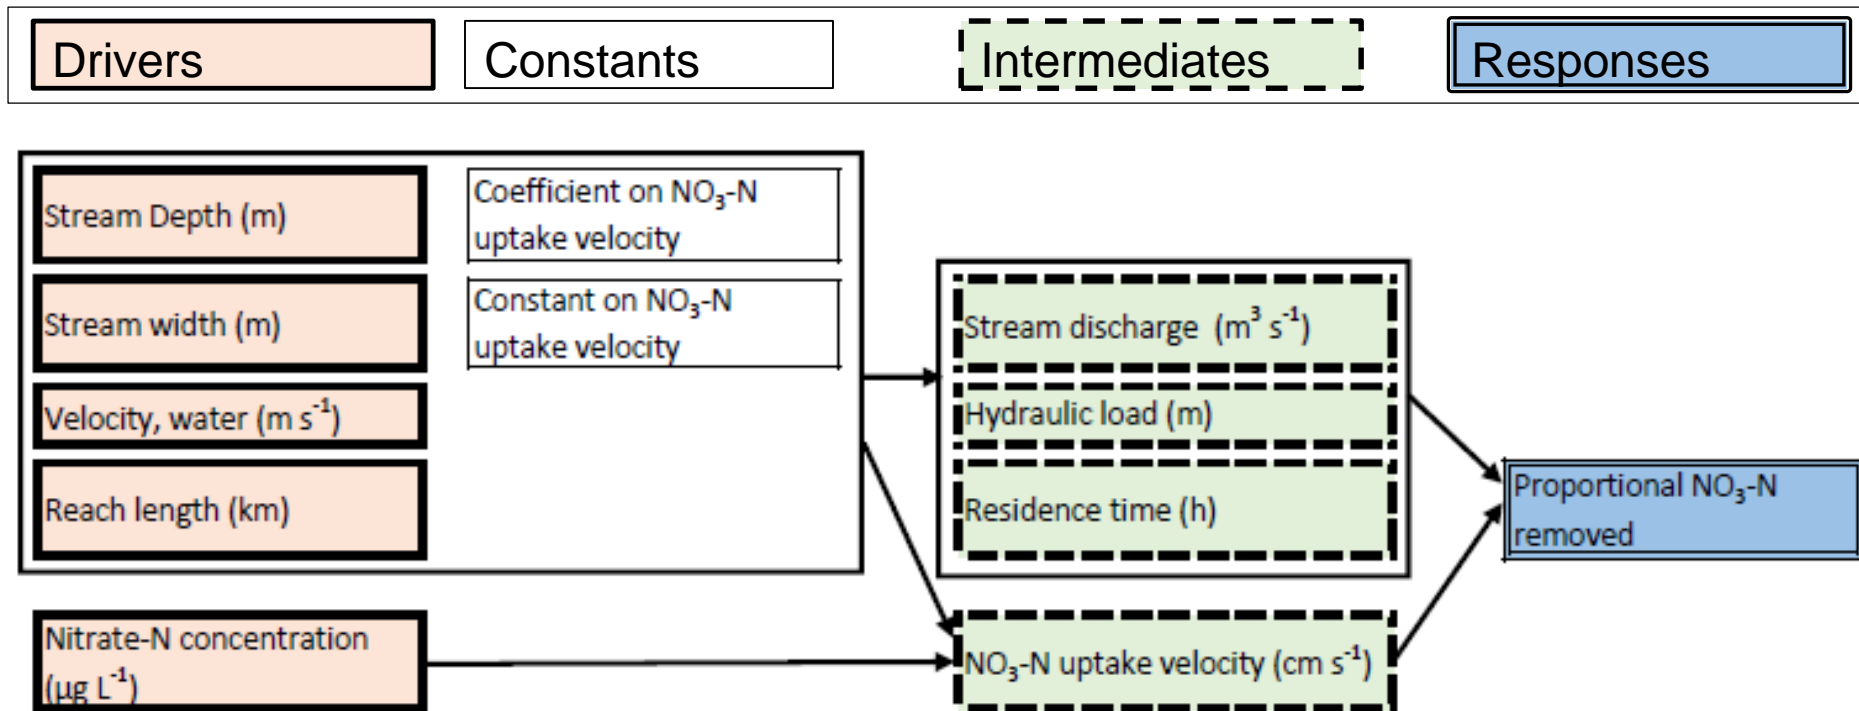 Drivers
Constants
Intermediates
Responses
Stream Depth (m)
Coefficient on NO₃-N
uptake velocity
Stream width (m)
Constant on NO₃-N
uptake velocity
Velocity, water (m s⁻¹)
Reach length (km)
Stream discharge (m³ s⁻¹)
Hydraulic load (m)
Residence time (h)
Proportional NO₃-N
removed
Nitrate-N concentration
(µg L⁻¹)
NO₃-N uptake velocity (cm s⁻¹)